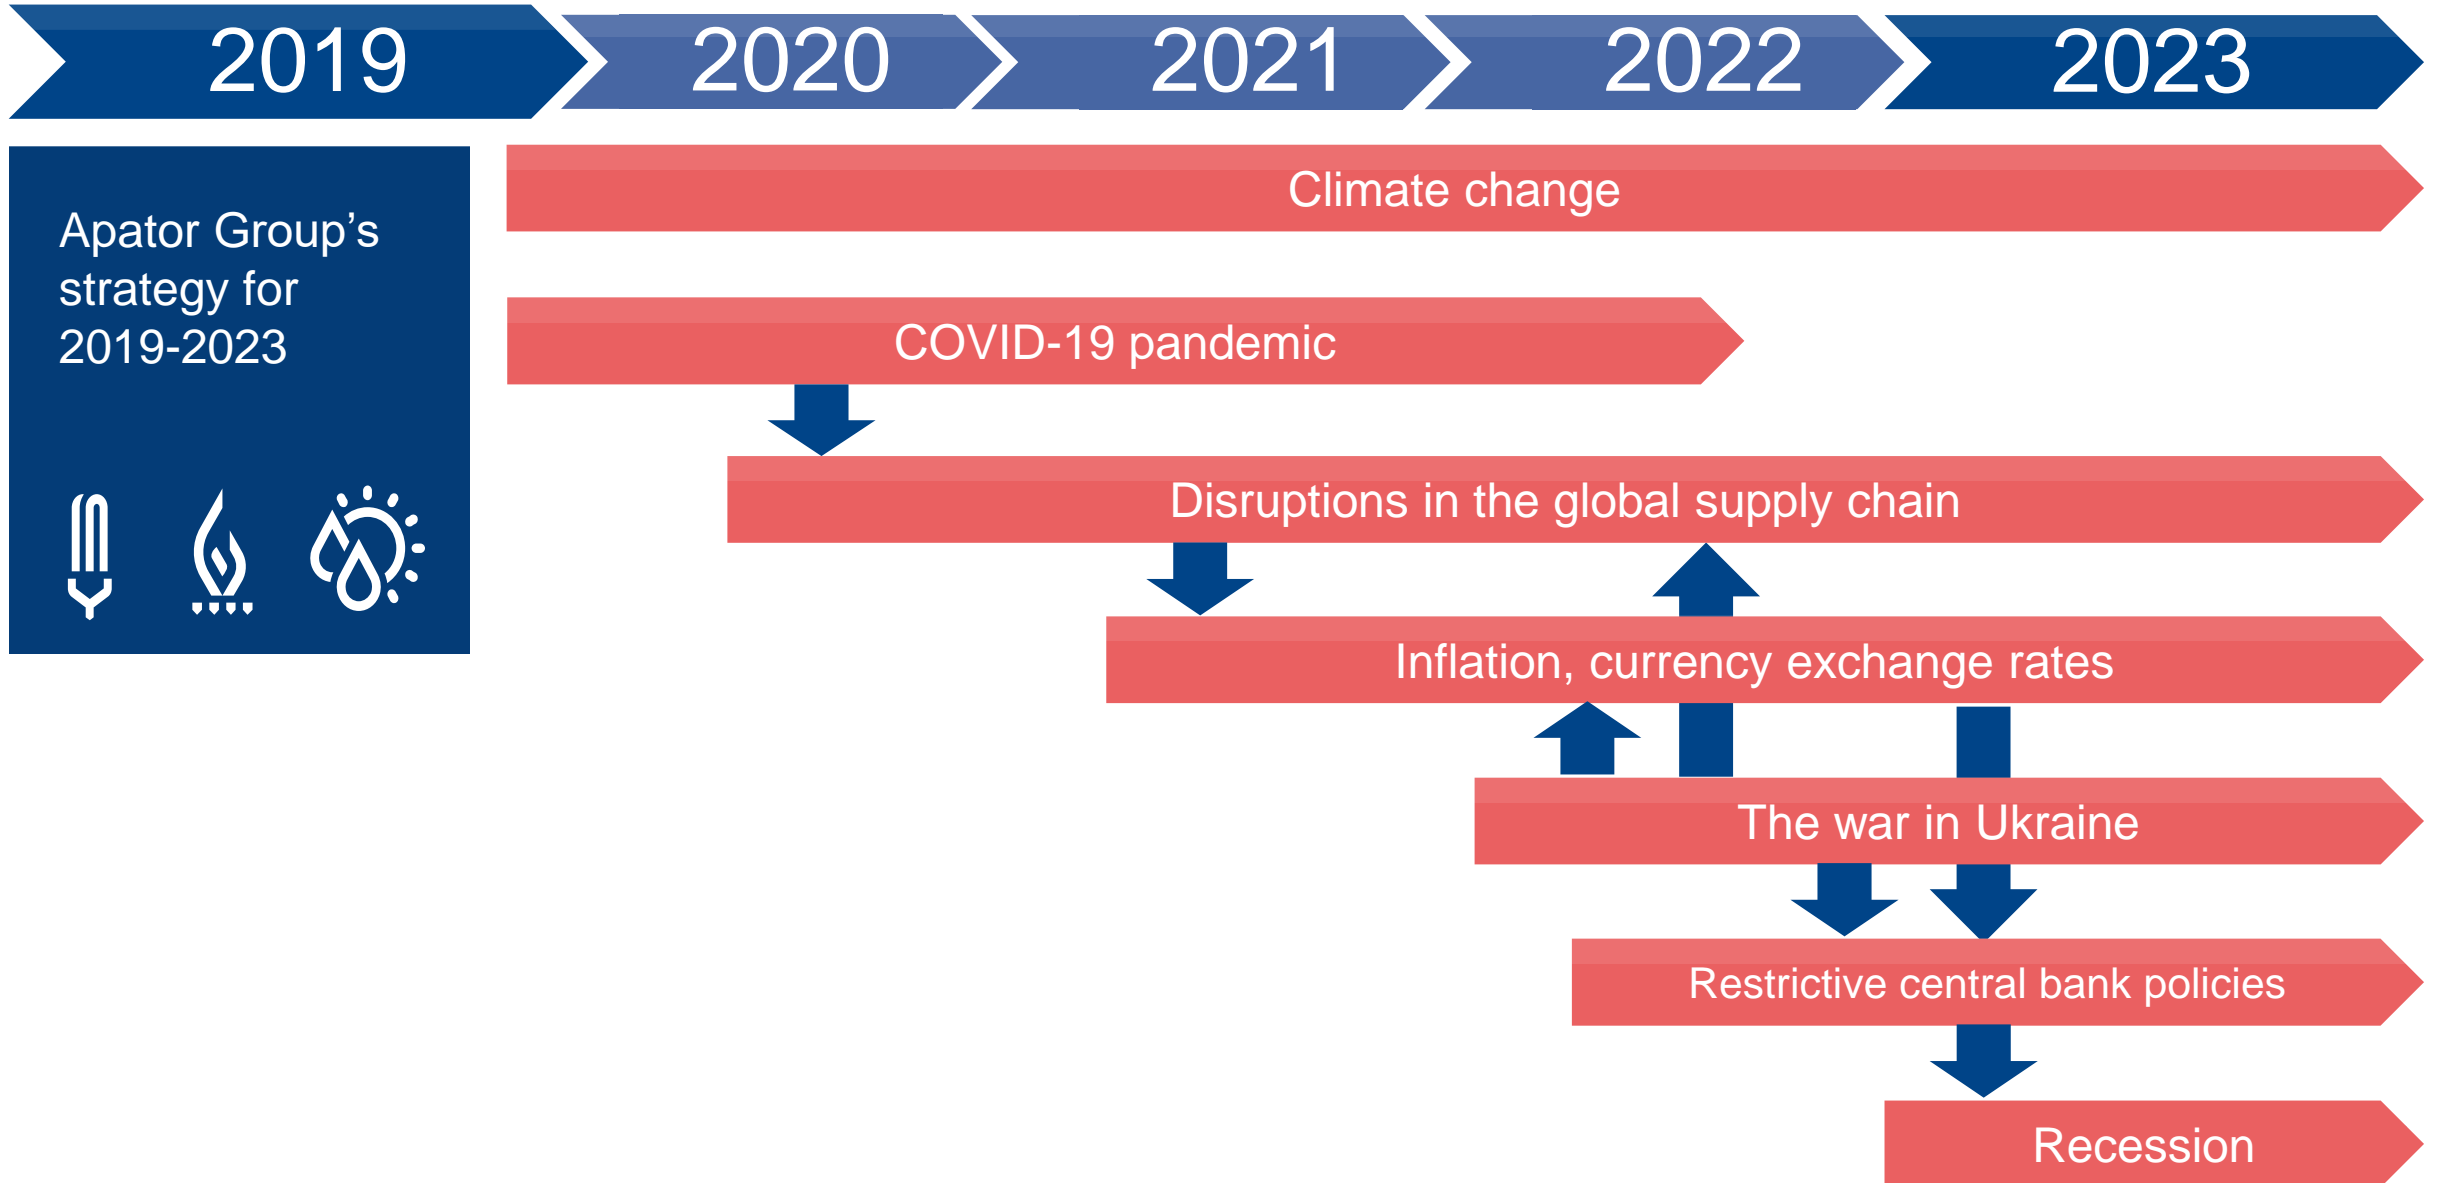 2019
2020
2021
2022
2023
Apator Group’s
strategy for
2019-2023
Climate change
COVID-19 pandemic
Disruptions in the global supply chain
Inflation, currency exchange rates
The war in Ukraine
Restrictive central bank policies
Recession